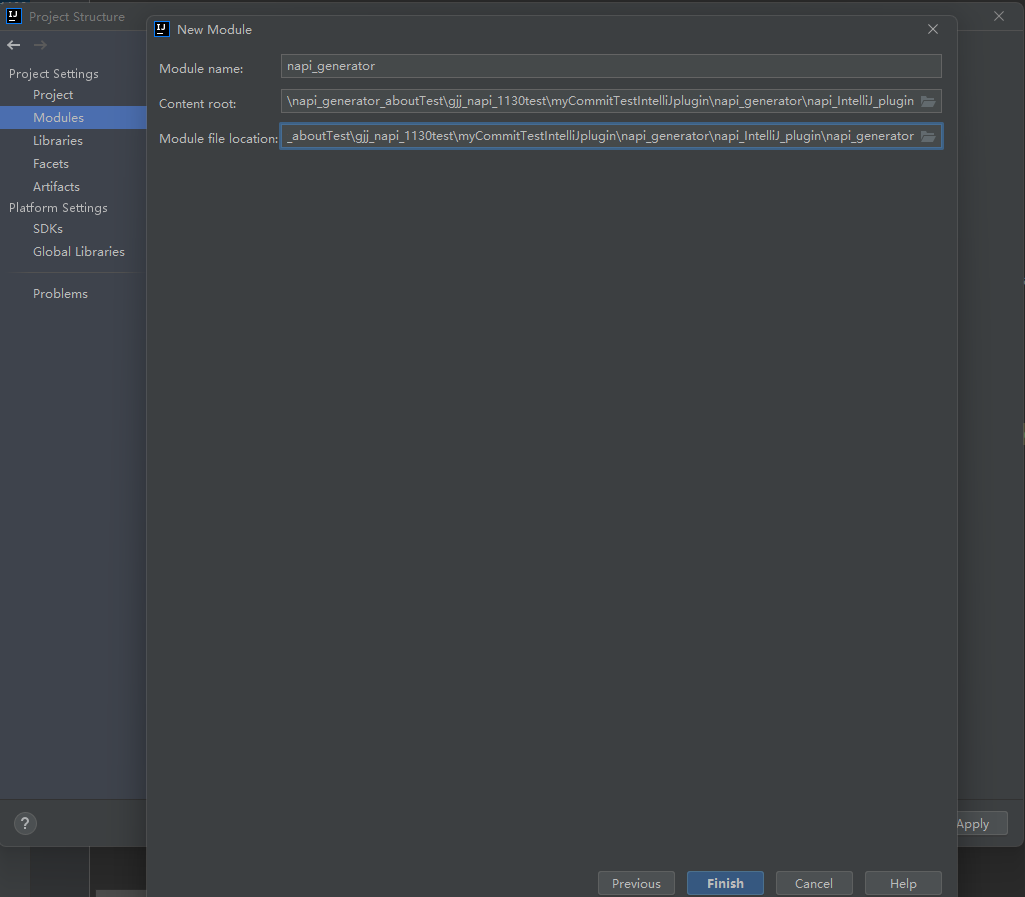 Project Structure
New Module
Project Settings
Project
Modules
Libraries
Facets
Artifacts
Platform Settings
SDKs
Global Libraries
Problems
Module name:
napi_generator
Content root:
\napi_generator_aboutTest\gjj_napi_1130test\myCommitTestIntelliJplugin\napi_generator\napi_IntelliJ_plugin
Module file location:
_aboutTest\gjj_napi_1130test\myCommitTestIntelliJplugin\napi_generator\napi_IntelliJ_plugin\napi_generator
?
Apply
Previous
Finish
Cancel
Help